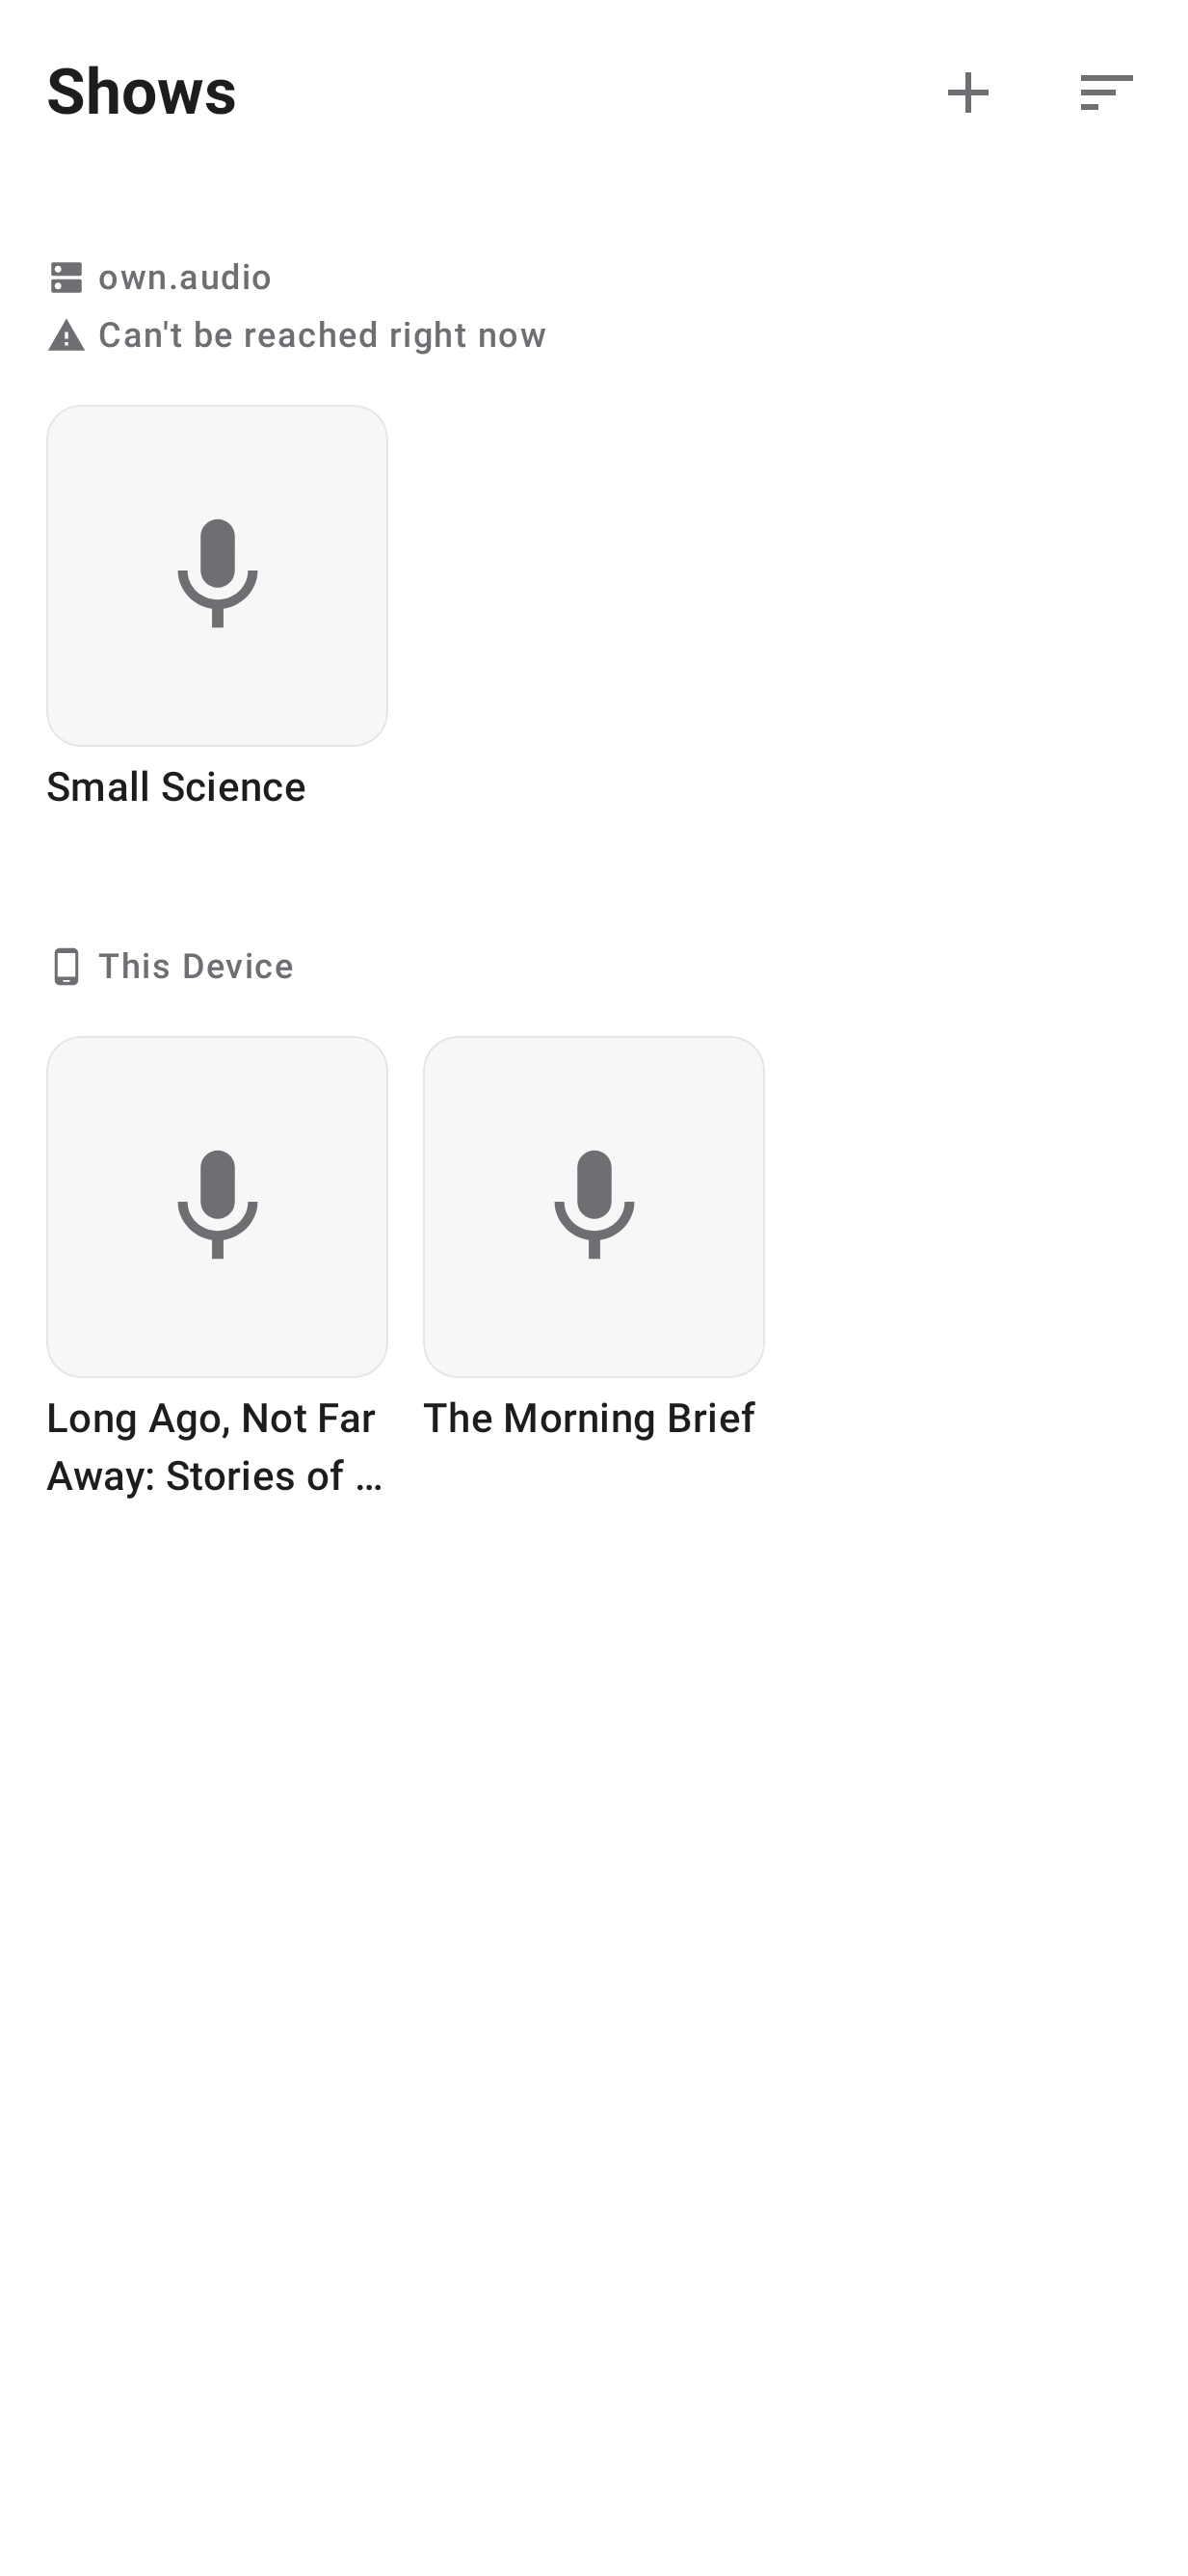 Shows
own.audio
Can't be reached right now
Small Science
This Device
Long Ago, Not Far
Away: Stories of ...
The Morning Brief